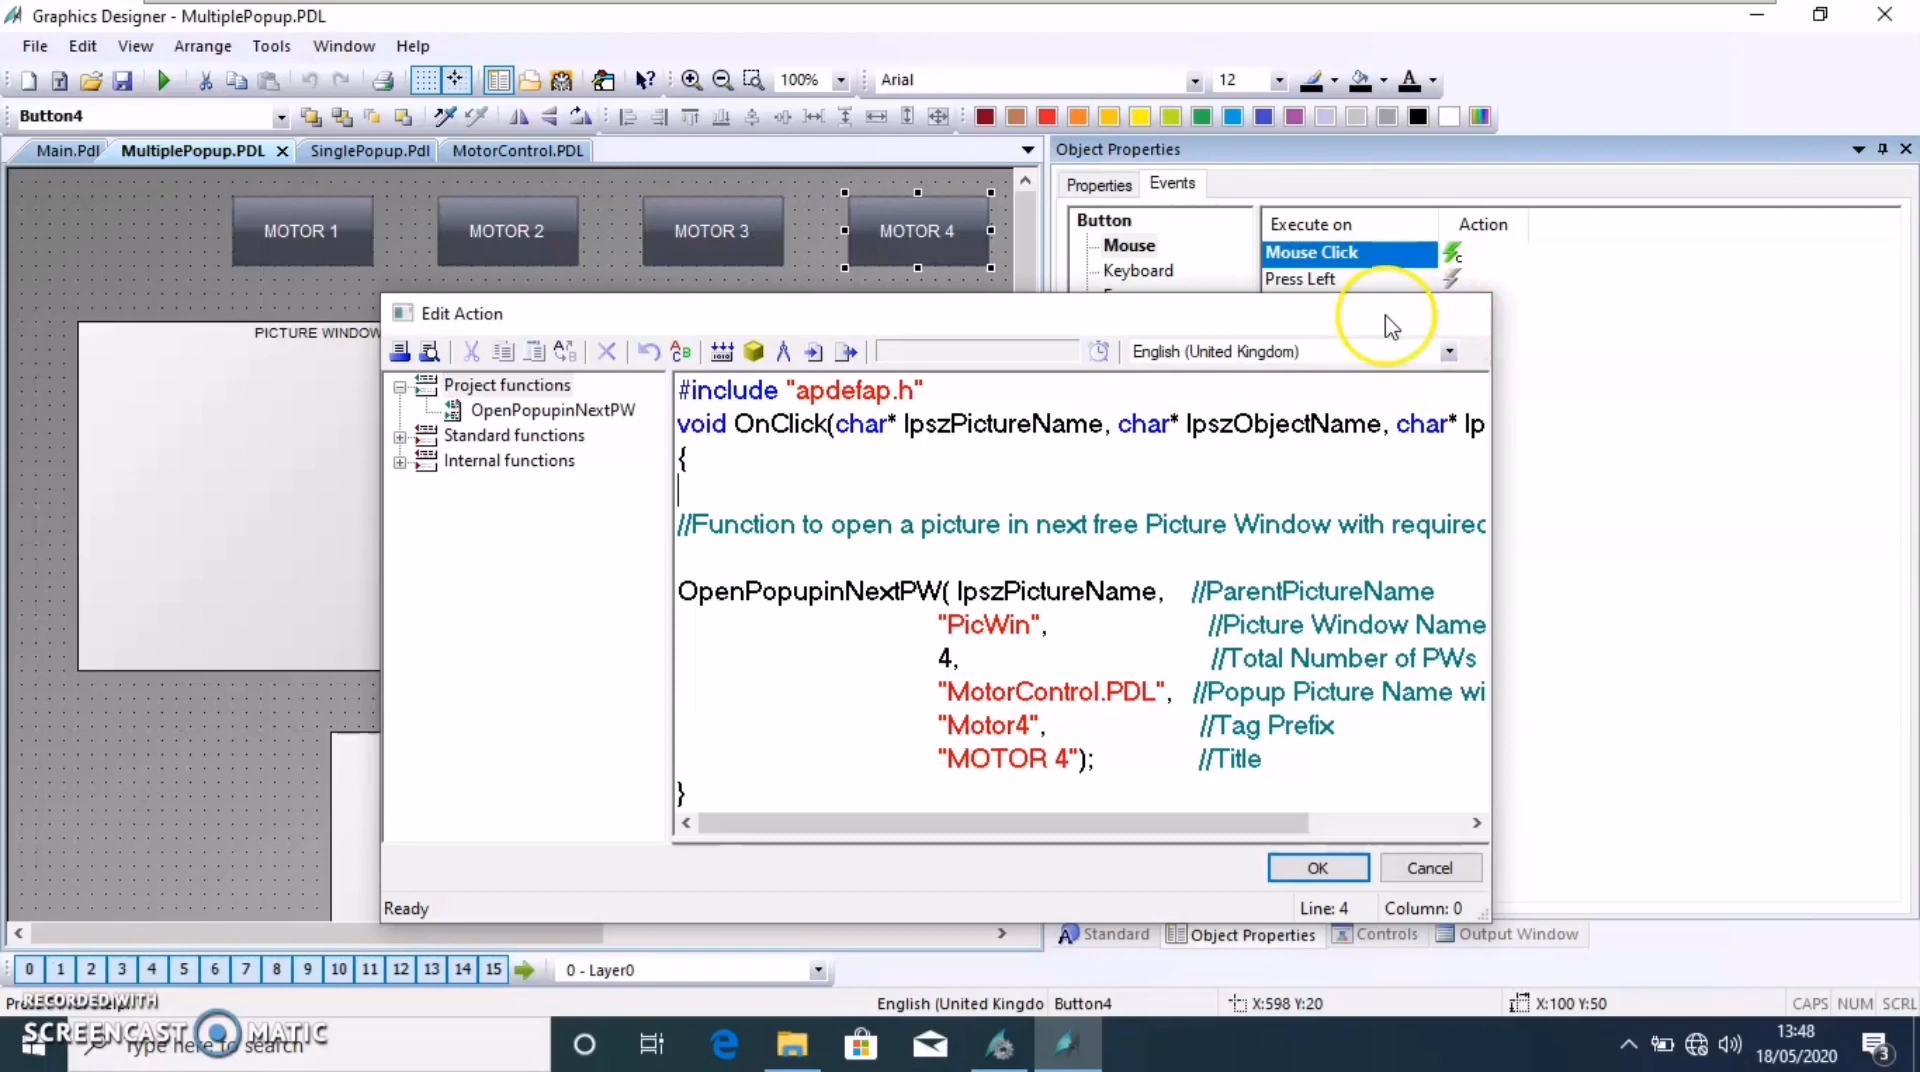 Graphics Designer - MultiplePopup.PDL
File Edit View Arrange Tools Window Help
100% Arial 12
Button4
Main.Pdl MultiplePopup.PDL SinglePopup.Pdl MotorControl.PDL
Object Properties
Properties Events
MOTOR 1 MOTOR 2 MOTOR 3 MOTOR 4
Button
Mouse
Keyboard
Execute on Action
Mouse Click
Press Left
PICTURE WINDOW
Edit Action
English (United Kingdom)
Project functions
OpenPopupinNextPW
Standard functions
Internal functions
#include "apdefap.h"
void OnClick(char* lpszPictureName, char* lpszObjectName, char* lp
{
//Function to open a picture in next free Picture Window with required
OpenPopupinNextPW( lpszPictureName, //ParentPictureName
"PicWin", //Picture Window Name
4, //Total Number of PWs
"MotorControl.PDL", //Popup Picture Name wi
"Motor4", //Tag Prefix
"MOTOR 4"); //Title
}
OK Cancel
Ready Line: 4 Column: 0
Standard Object Properties Controls Output Window
0 1 2 3 4 5 6 7 8 9 10 11 12 13 14 15 0 - Layer0
English (United Kingdo Button4 X:598 Y:20 X:100 Y:50 CAPS NUM SCRL
RECORDED WITH
SCREENCAST MATIC
Type here to search
13:48
18/05/2020
3